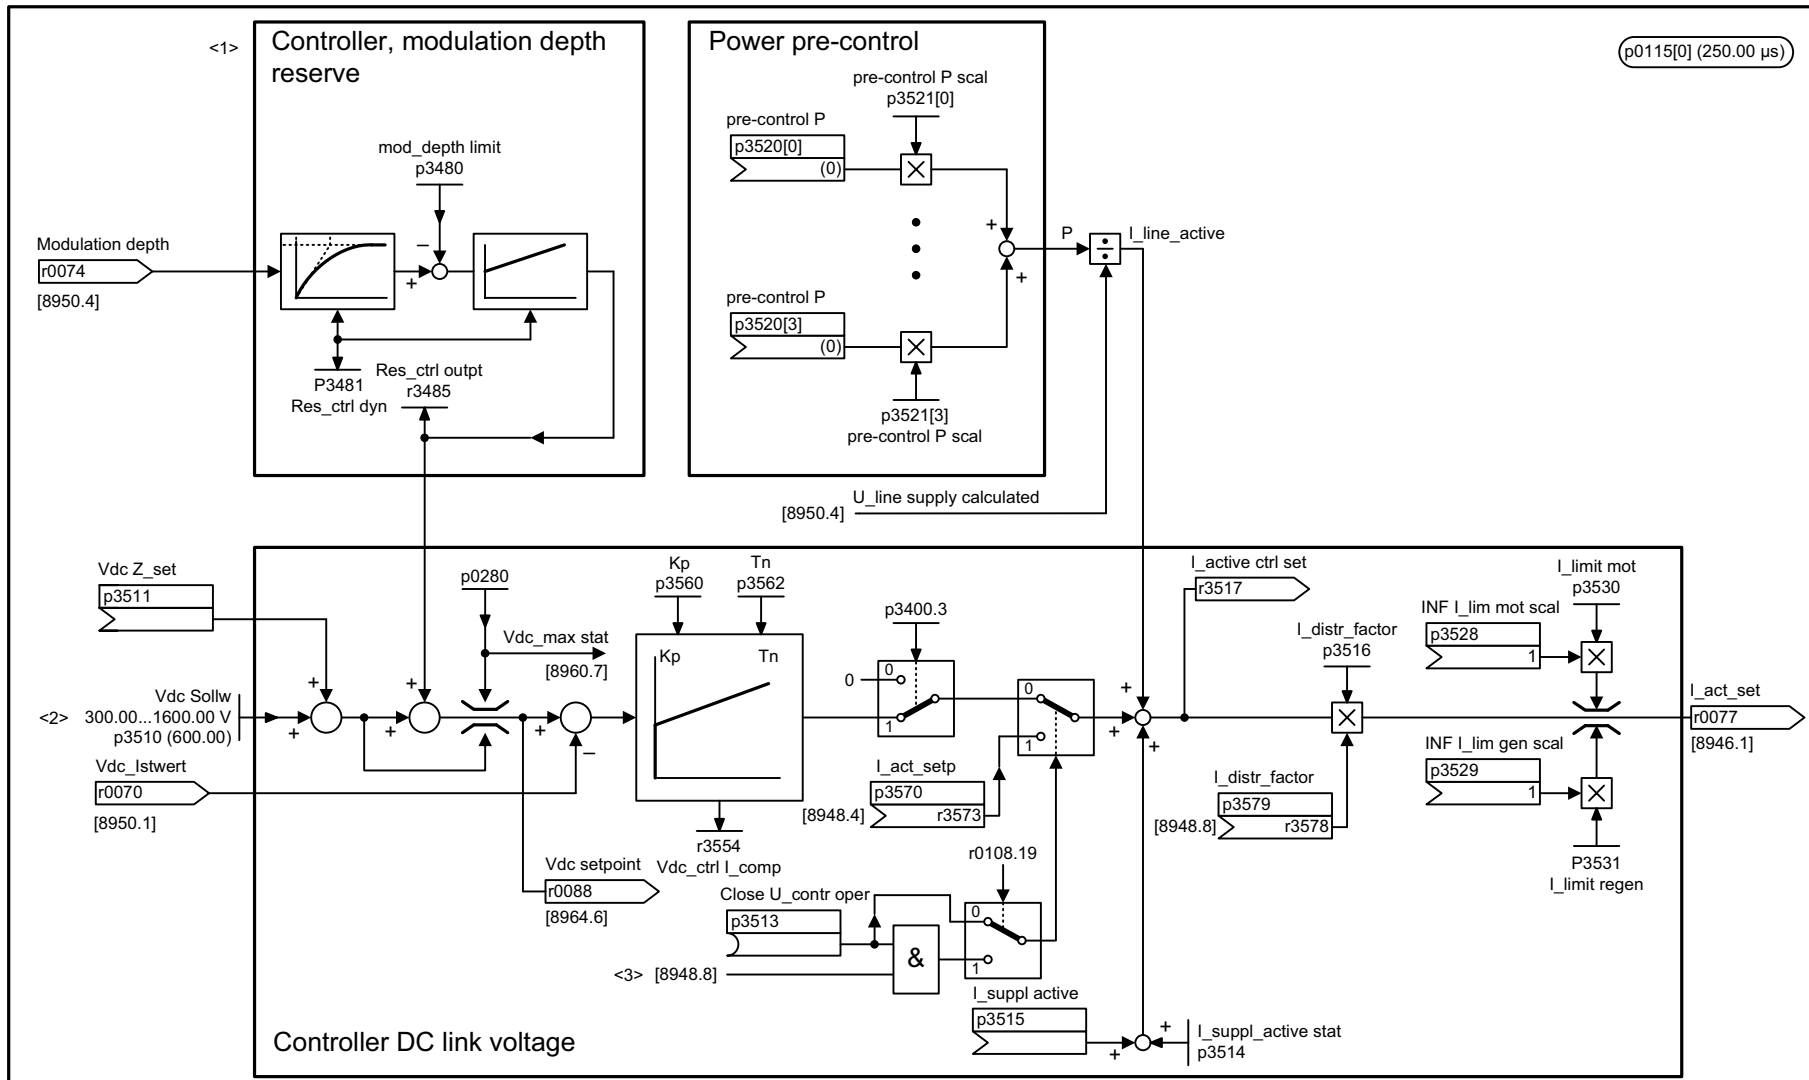 <1>
Controller, modulation depth
reserve
Power pre-control
p0115[0] (250.00 µs)
pre-control P scal
p3521[0]
pre-control P
p3520[0]
(0)
mod_depth limit
p3480
Modulation depth
r0074
[8950.4]
–
+
P3481
Res_ctrl dyn
Res_ctrl outpt
r3485
+
+
P
÷
I_line_active
pre-control P
p3520[3]
(0)
p3521[3]
pre-control P scal
U_line supply calculated
[8950.4]
Vdc Z_set
p3511
p0280
Vdc_max stat
[8960.7]
Kp
p3560
Tn
p3562
Kp
Tn
p3400.3
0
0
1
0
1
I_active ctrl set
r3517
I_distr_factor
p3516
I_limit mot
p3530
INF I_lim mot scal
p3528
1
<2>
Vdc Sollw
300.00...1600.00 V
p3510 (600.00)
+
+
+
+
+
–
+
+
+
I_act_set
r0077
[8946.1]
Vdc_Istwert
r0070
[8950.1]
I_act_setp
p3570
r3573
[8948.4]
I_distr_factor
p3579
r3578
[8948.8]
INF I_lim gen scal
p3529
1
P3531
I_limit regen
r3554
Vdc_ctrl I_comp
Vdc setpoint
r0088
[8964.6]
r0108.19
Close U_contr oper
p3513
&
0
1
<3> [8948.8]
I_suppl active
p3515
+
+
I_suppl_active stat
p3514
Controller DC link voltage